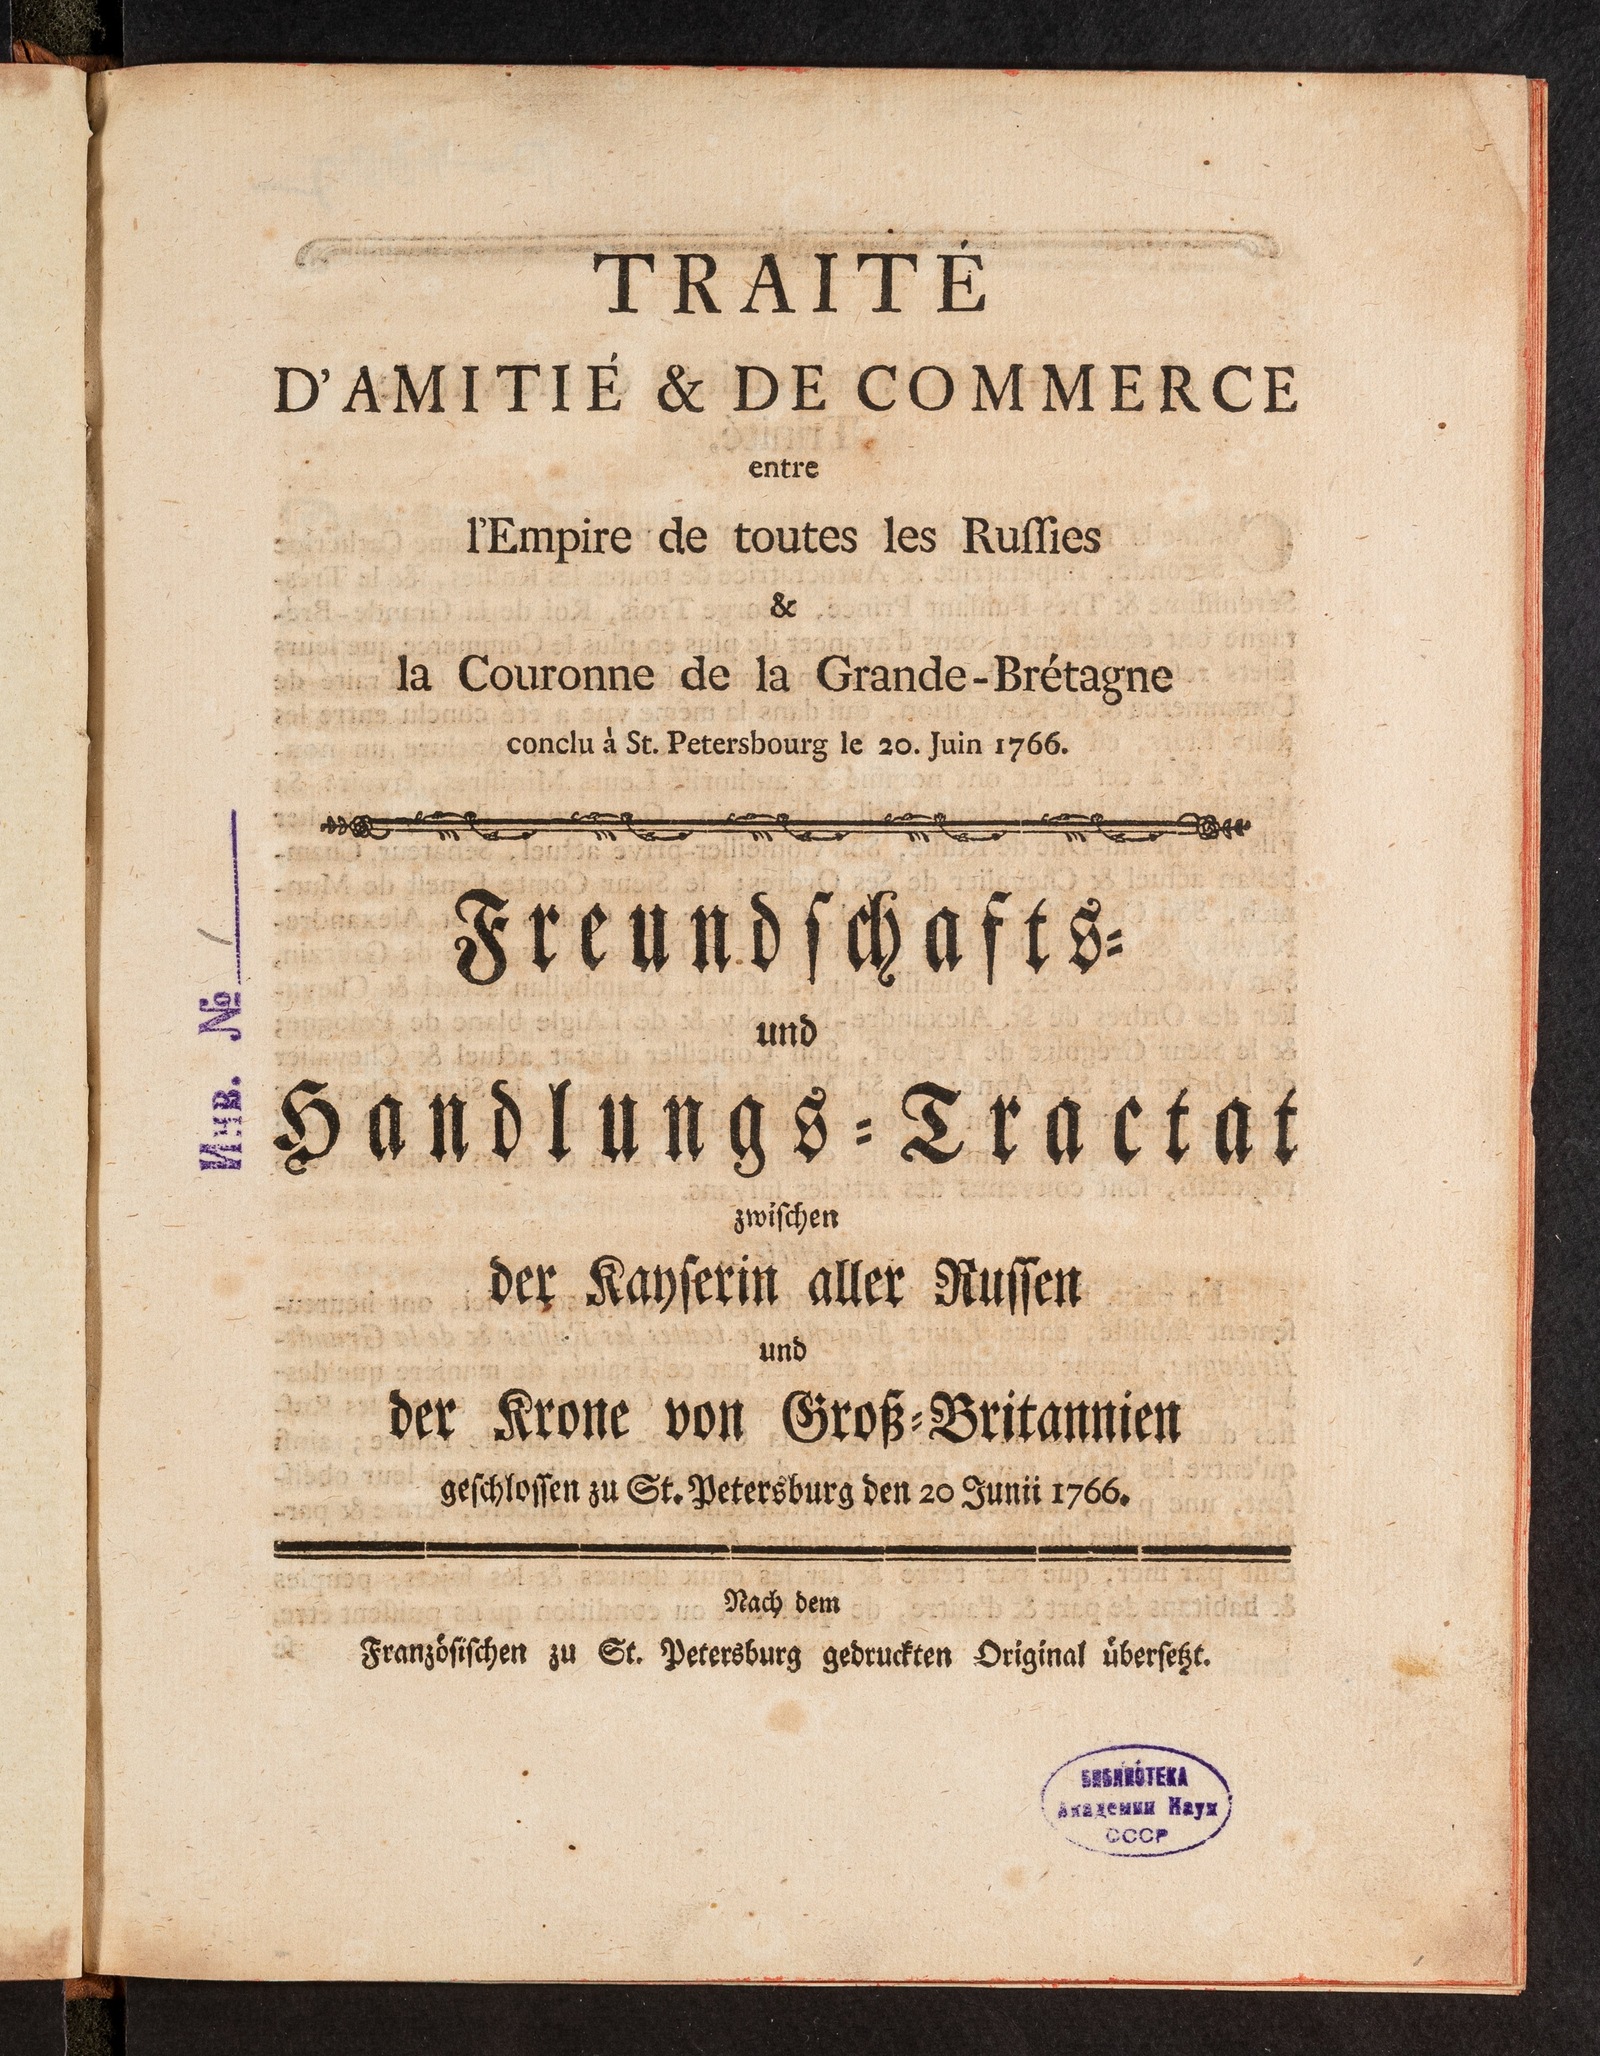 TRAITÉ
D'AMITIÉ & DE COMMERCE
entre
l'Empire de toutes les Ruſſies
&
la Couronne de la Grande-Brétagne
conclu à St. Petersbourg le 20. Juin 1766.
Freundſchafts-
und
Handlungs-Tractat
zwiſchen
der Kayſerin aller Ruſſen
und
der Krone von Groß-Britannien
geſchloſſen zu St. Petersburg den 20 Junii 1766.
Nach dem
Franzöſiſchen zu St. Petersburg gedruckten Original überſetzt.
Инв. №
БИБЛИОТЕКА
Академии Наук
СССР